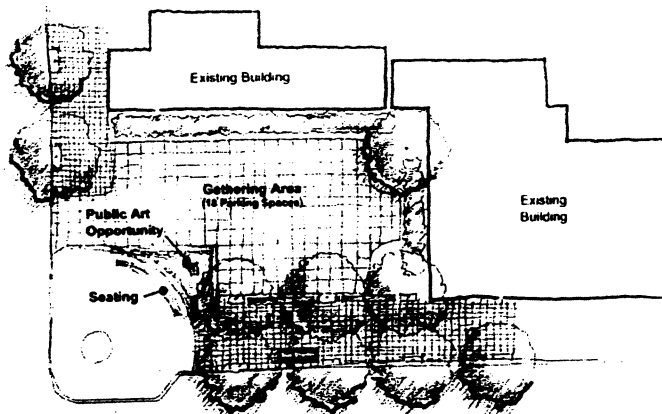 Existing Building
Gathering Area
(18 Parking Spaces)
Public Art
Opportunity
Existing
Building
Seating